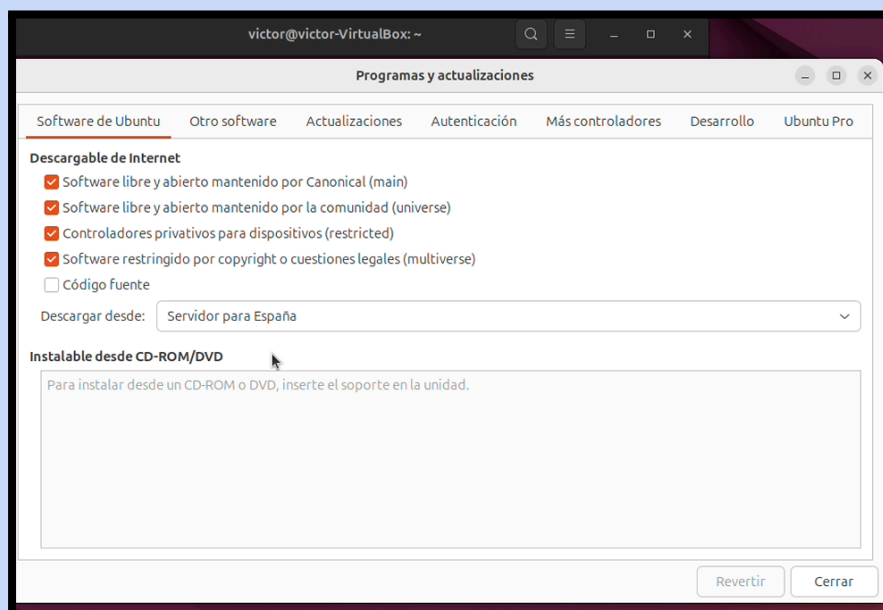 victor@victor-VirtualBox: ~
Programas y actualizaciones
Software de Ubuntu Otro software Actualizaciones Autenticación Más controladores Desarrollo Ubuntu Pro
Descargable de Internet
Software libre y abierto mantenido por Canonical (main)
Software libre y abierto mantenido por la comunidad (universe)
Controladores privativos para dispositivos (restricted)
Software restringido por copyright o cuestiones legales (multiverse)
Código fuente
Descargar desde: Servidor para España
Instalable desde CD-ROM/DVD
Para instalar desde un CD-ROM o DVD, inserte el soporte en la unidad.
Revertir Cerrar